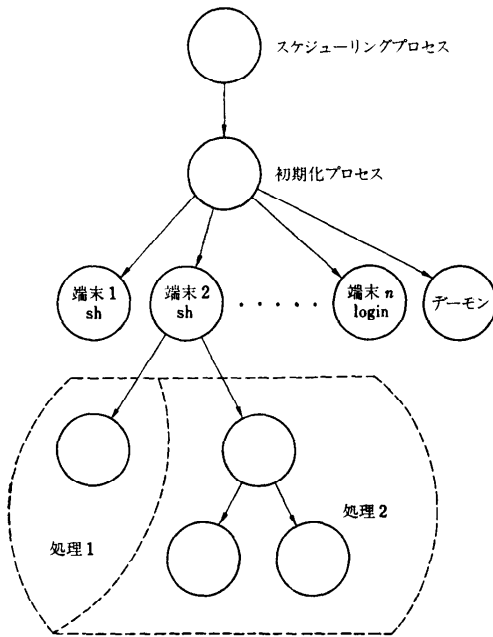 スケジューリングプロセス
初期化プロセス
端末1
sh
端末2
sh
・・・・・
端末n
login
デーモン
処理1
処理2